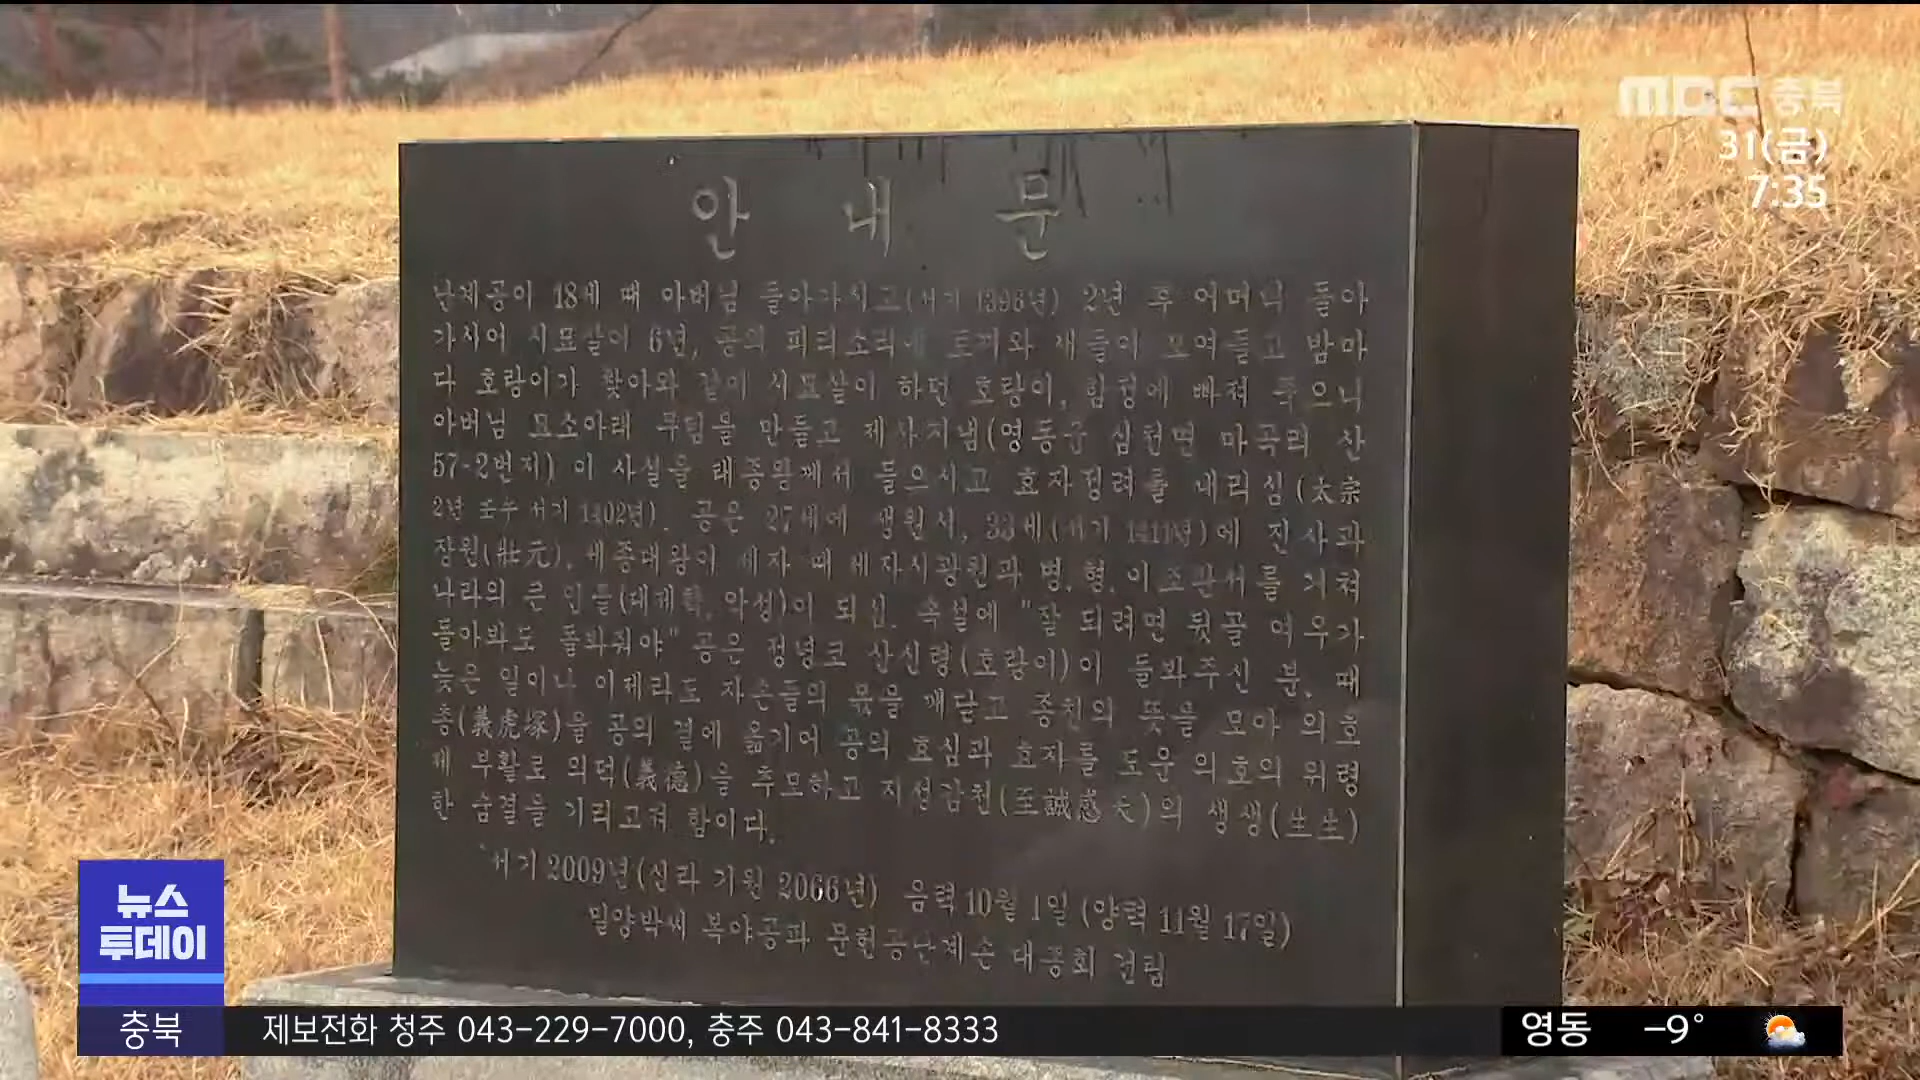 MBC 충북
31(금)
7:35
안내문
난계공이 18세 때 아버님 돌아가시고(서기 1396년) 2년 후 어머니 돌아
가시어 시묘살이 6년, 공의 피리소리에 토끼와 새들이 모여들고 밤마
다 호랑이가 찾아와 같이 시묘살이 하던 호랑이, 함정에 빠져 죽으니
아버님 묘소아래 무덤을 만들고 제사지냄(영동군 심천면 마곡리 산
57-2번지) 이 사실을 태종왕께서 들으시고 효자정려를 내리심(太宗
2년 壬午 서기 1402년). 공은 27세에 생원시, 33세(서기 1411년)에 진사과
장원(壯元), 세종대왕이 세자 때 세자시강원과 병, 형, 이조판서를 거쳐
나라의 큰 인물(대제학, 악성)이 되심. 속설에 "잘 되려면 뒷골 여우가
돌아봐도 돌봐줘야" 공은 정녕코 산신령(호랑이)이 돌봐주신 분, 때
늦은 일이나 이제라도 자손들의 몫을 깨닫고 종친의 뜻을 모아 의호
총(義虎塚)을 공의 곁에 옮기어 공의 효심과 효자를 도운 의호의 위령
제 부활로 의덕(義德)을 추모하고 지성감천(至誠感天)의 생생(生生)
한 숨결을 기리고저 함이다.
서기 2009년(신라 기원 2066년) 음력 10월 1일 (양력 11월 17일)
밀양박씨 복야공파 문헌공난계손 대종회 건립
뉴스
투데이
충북 제보전화 청주 043-229-7000, 충주 043-841-8333
영동 -9°